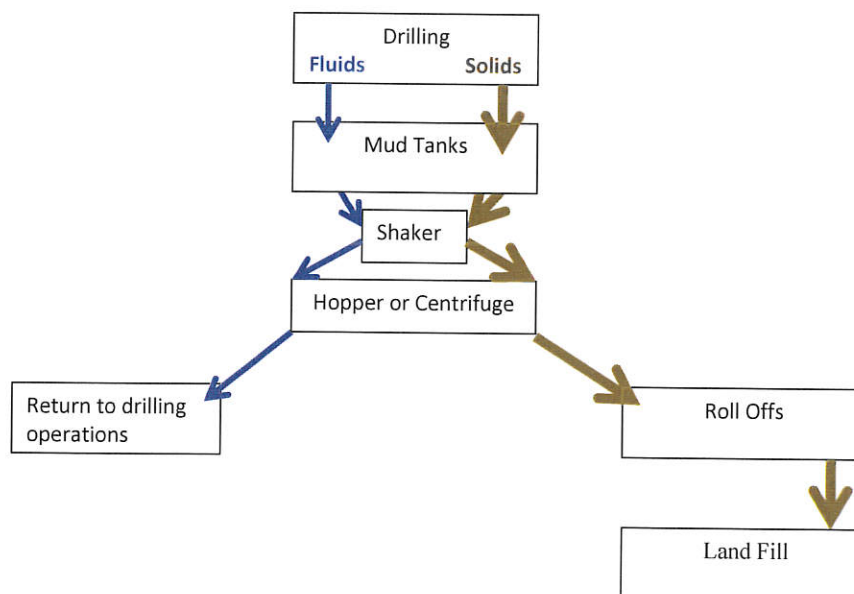 Drilling
Fluids Solids
Mud Tanks
Shaker
Hopper or Centrifuge
Return to drilling
operations
Roll Offs
Land Fill